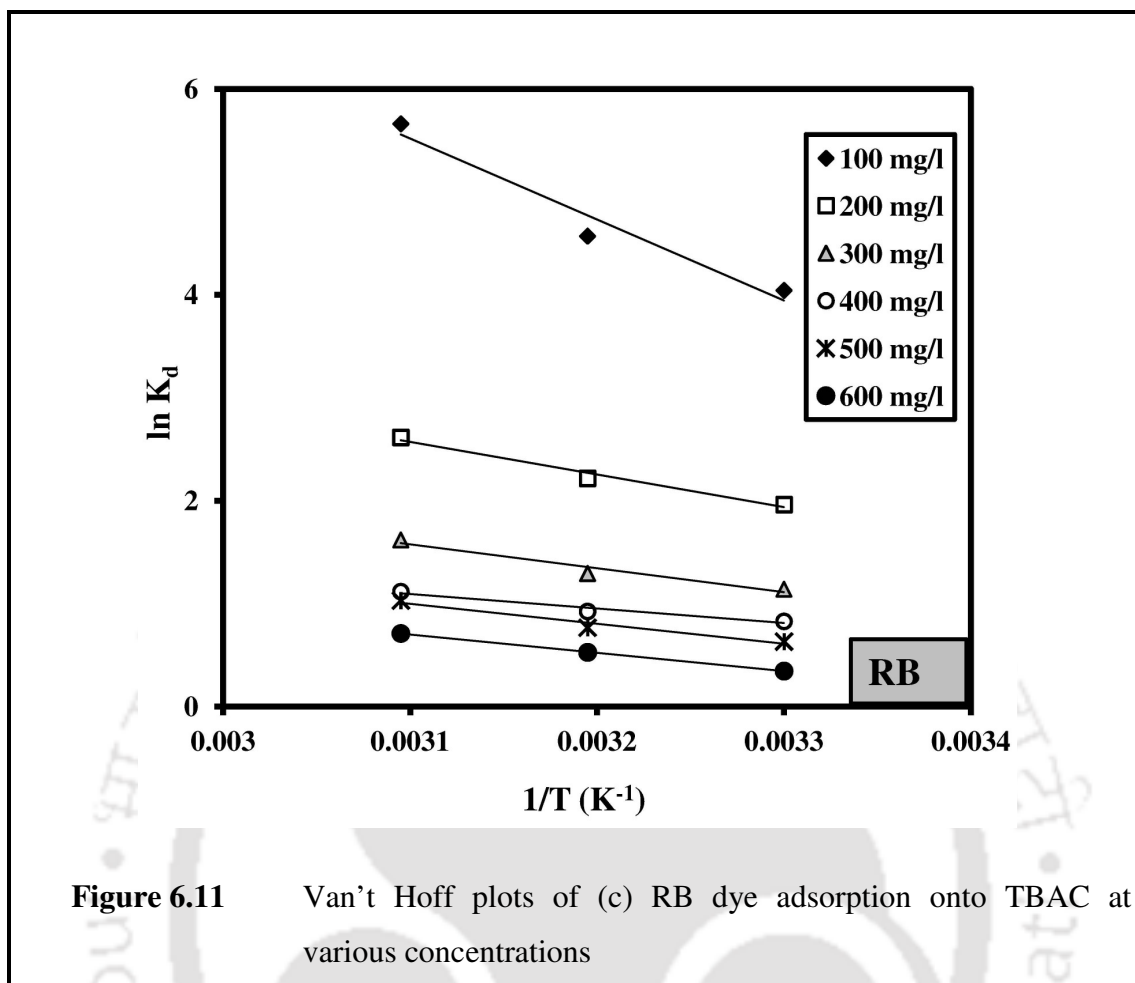 6
4
2
0
ln K_d
100 mg/l
200 mg/l
300 mg/l
400 mg/l
500 mg/l
600 mg/l
RB
0.003 0.0031 0.0032 0.0033 0.0034
1/T (K⁻¹)
Figure 6.11 Van’t Hoff plots of (c) RB dye adsorption onto TBAC at
various concentrations